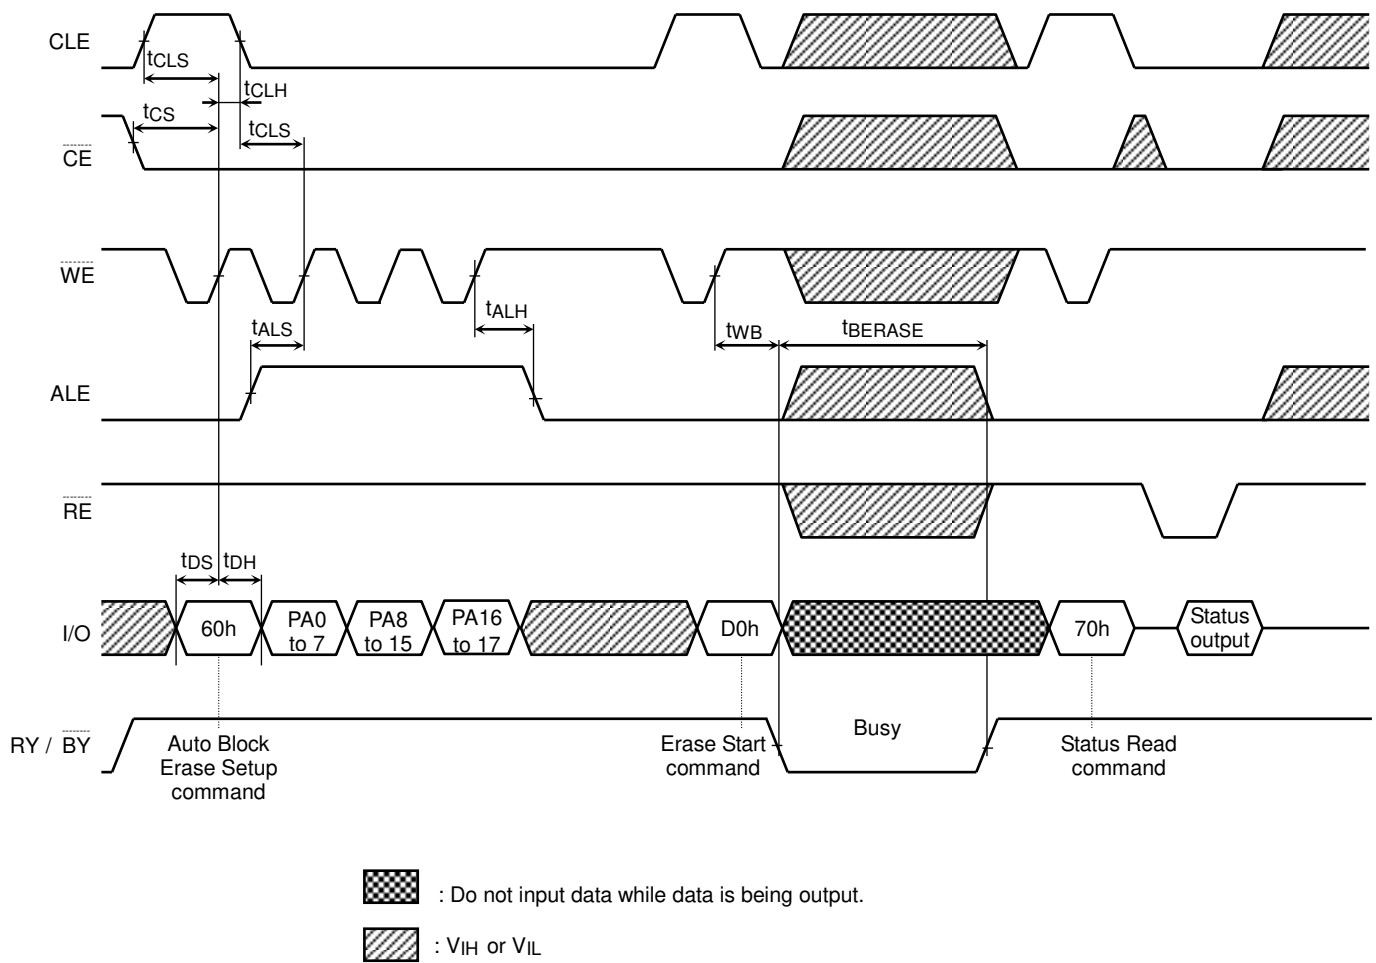 CLE
tCLS
tCLH
tCS
tCLS
CE
WE
tALS
tALH
tWB
tBERASE
ALE
RE
tDS
tDH
I/O
60h
PA0
to 7
PA8
to 15
PA16
to 17
D0h
70h
Status
output
RY / BY
Auto Block
Erase Setup
command
Erase Start
command
Busy
Status Read
command
: Do not input data while data is being output.
: VIH or VIL